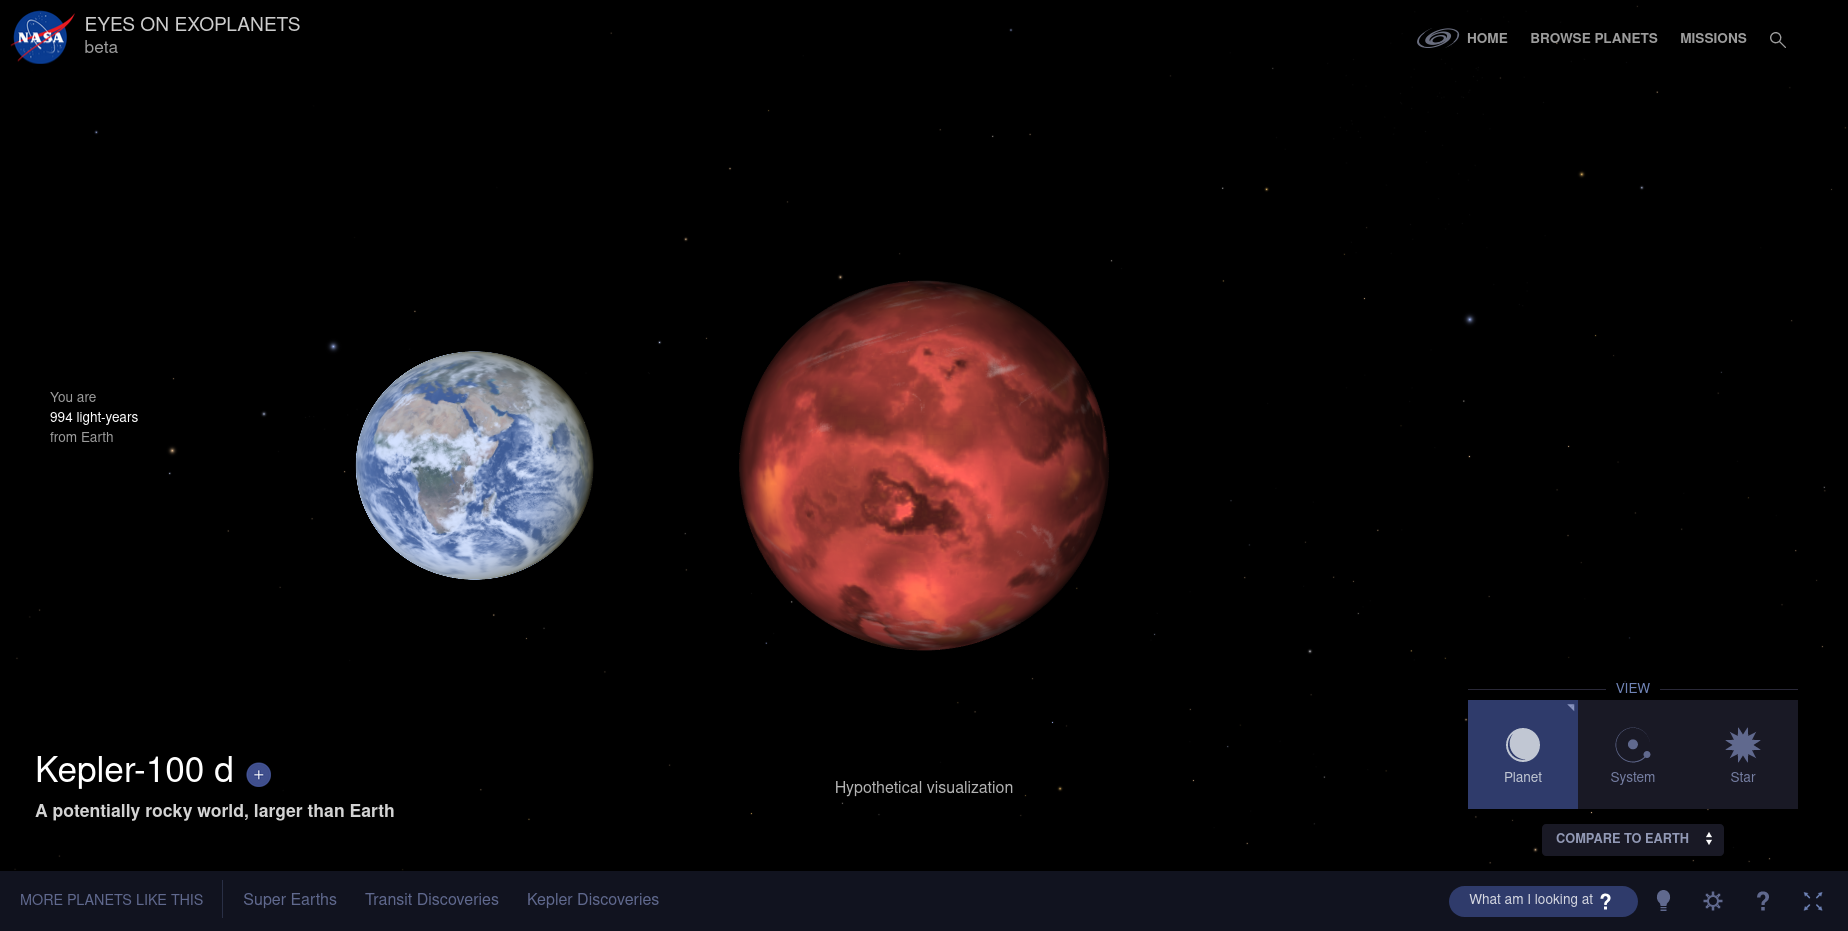 NASA
EYES ON EXOPLANETS
beta
HOME
BROWSE PLANETS
MISSIONS
You are
994 light-years
from Earth
VIEW
Planet
System
Star
COMPARE TO EARTH
Kepler-100 d +
A potentially rocky world, larger than Earth
Hypothetical visualization
MORE PLANETS LIKE THIS
Super Earths
Transit Discoveries
Kepler Discoveries
What am I looking at ?
?